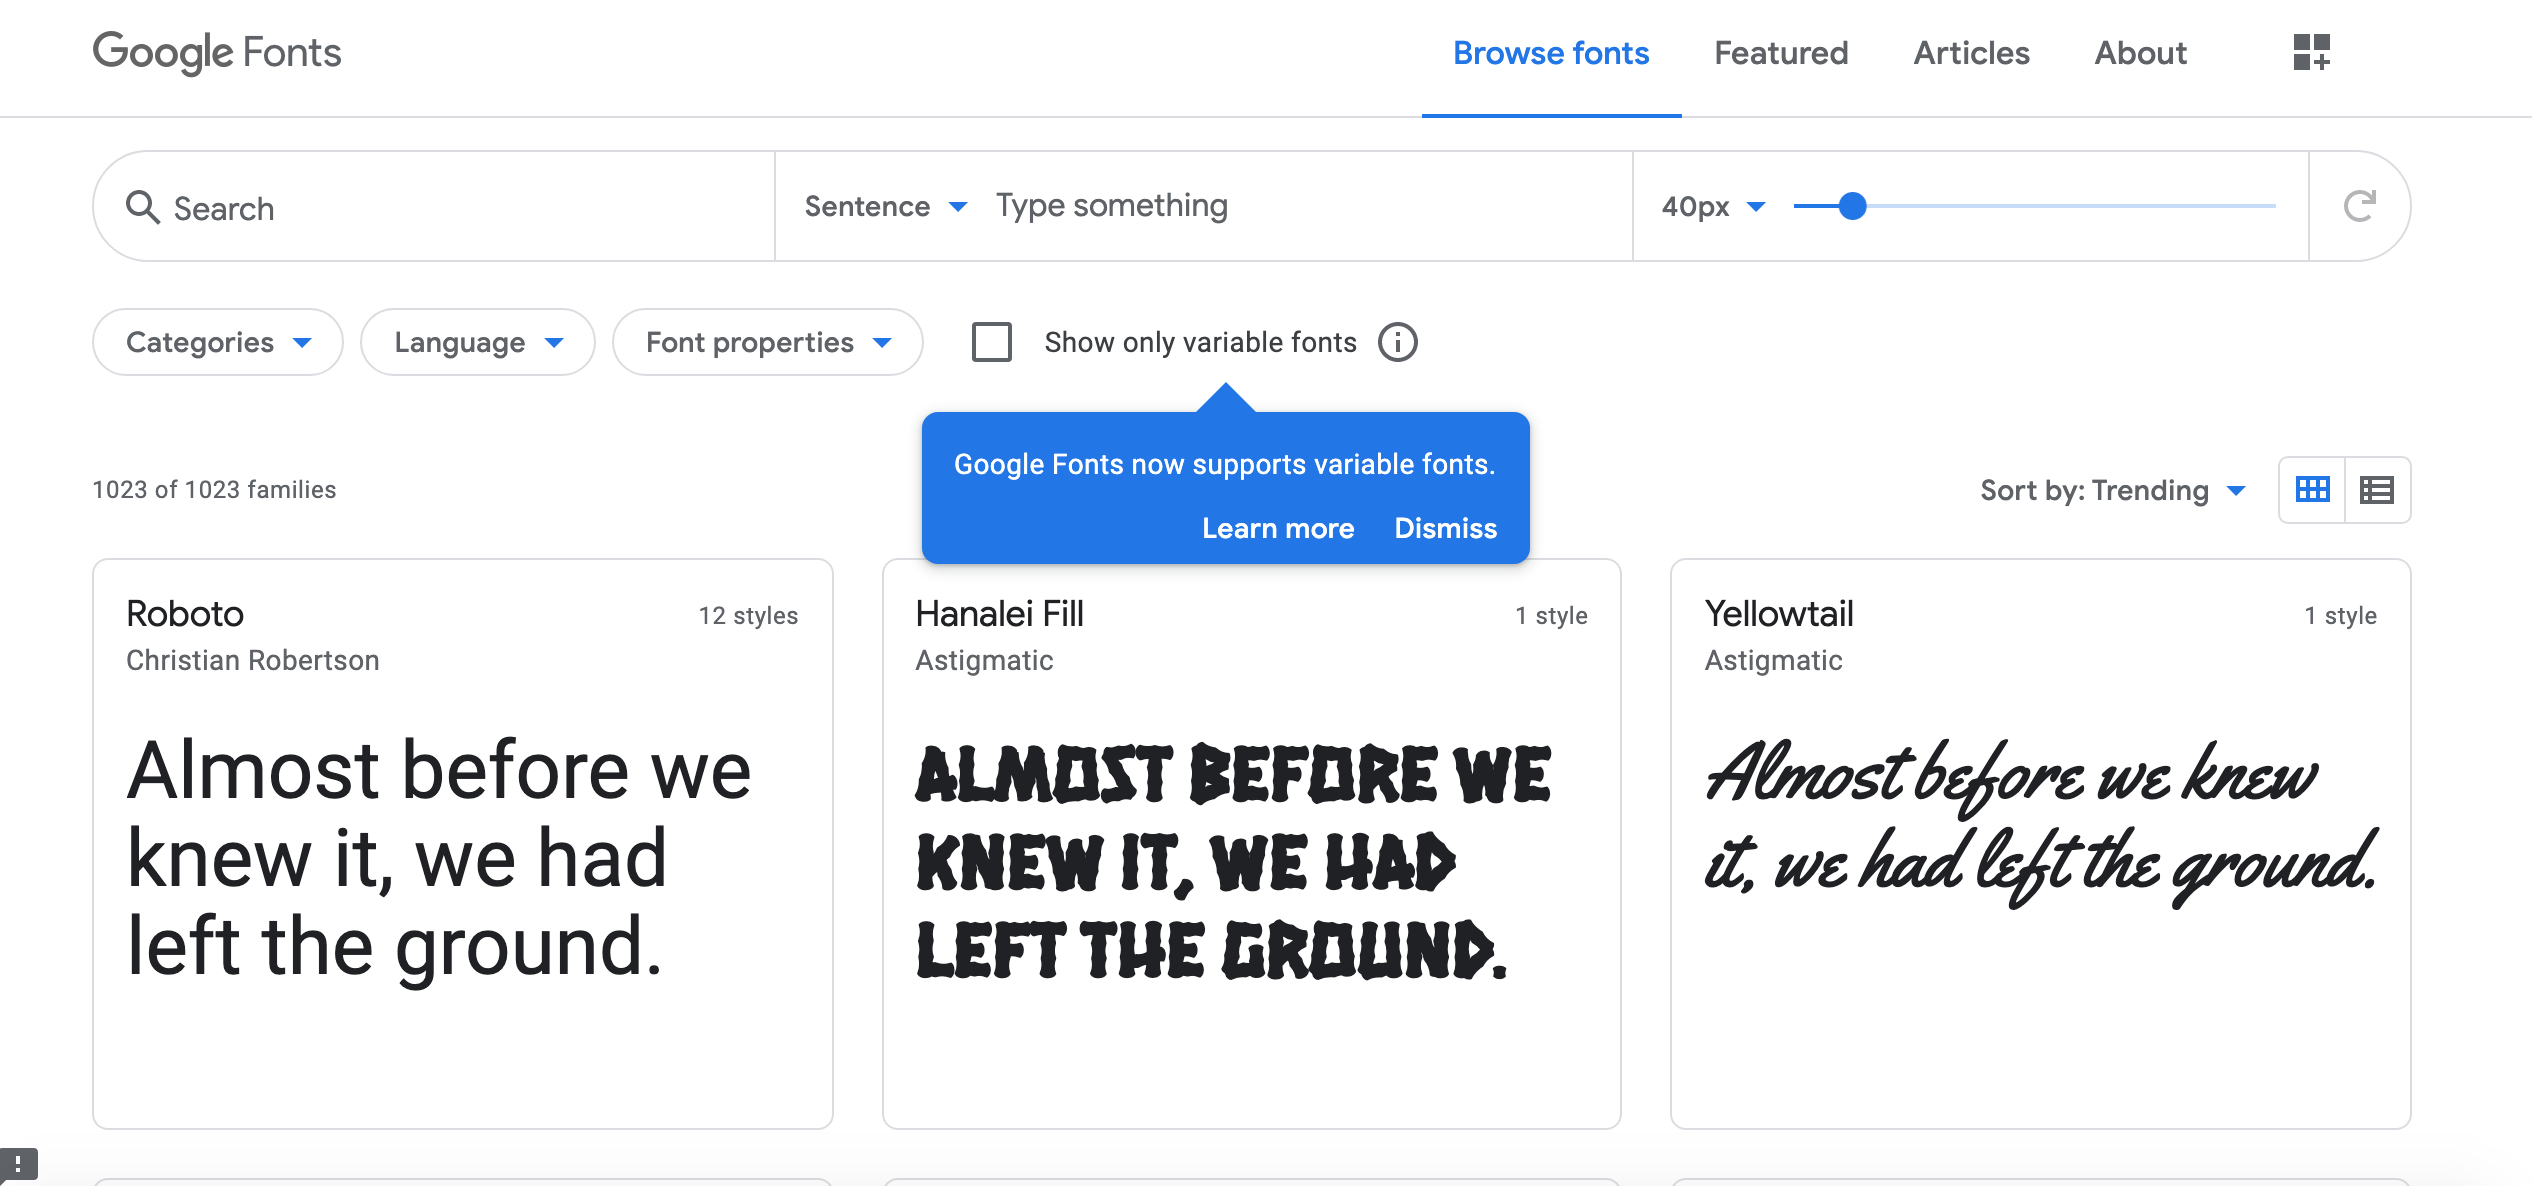 Google Fonts
Browse fonts
Featured
Articles
About
Search
Sentence
Type something
40px
Categories
Language
Font properties
Show only variable fonts
Google Fonts now supports variable fonts.
Learn more
Dismiss
1023 of 1023 families
Sort by: Trending
Roboto
12 styles
Christian Robertson
Almost before we
knew it, we had
left the ground.
Hanalei Fill
1 style
Astigmatic
ALMOST BEFORE WE
KNEW IT, WE HAD
LEFT THE GROUND.
Yellowtail
1 style
Astigmatic
Almost before we knew
it, we had left the ground.